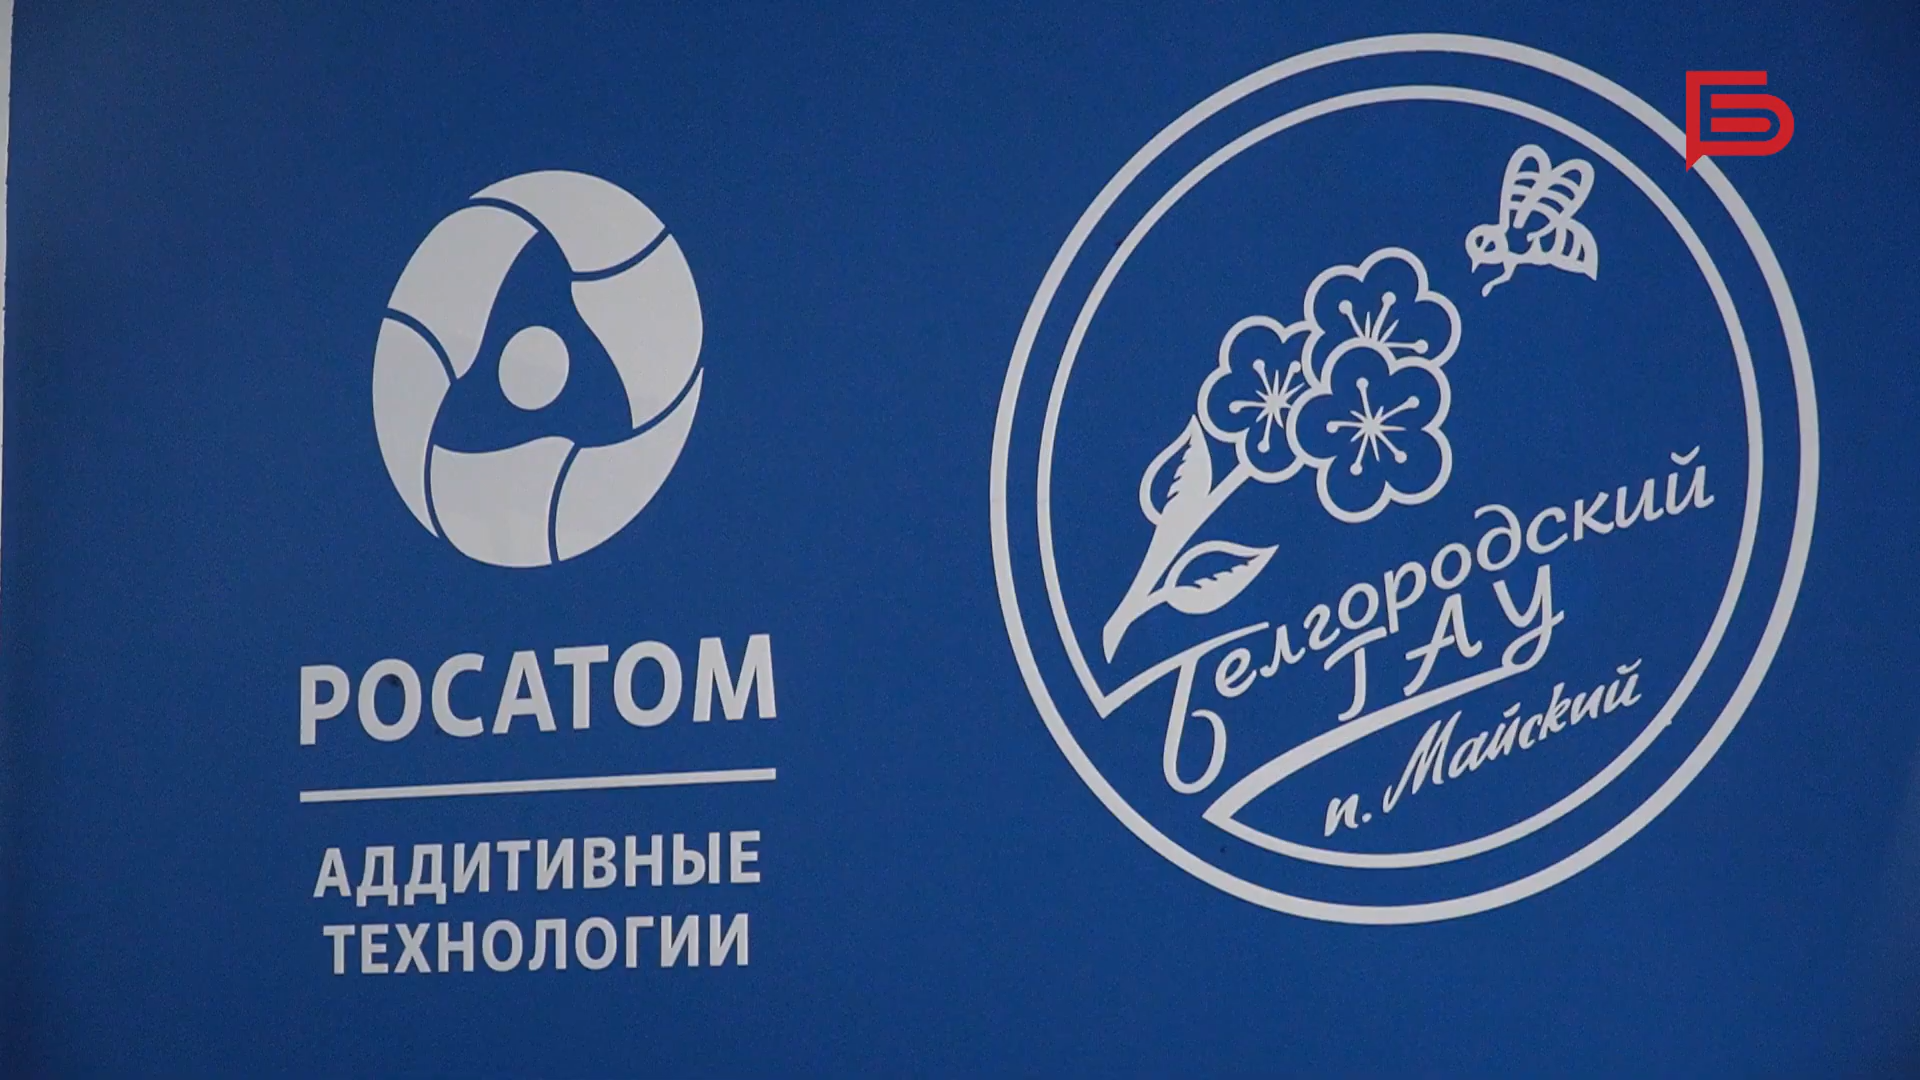 РОСАТОМ
АДДИТИВНЫЕ
ТЕХНОЛОГИИ
Белгородский
ГАУ
п. Майский
Б